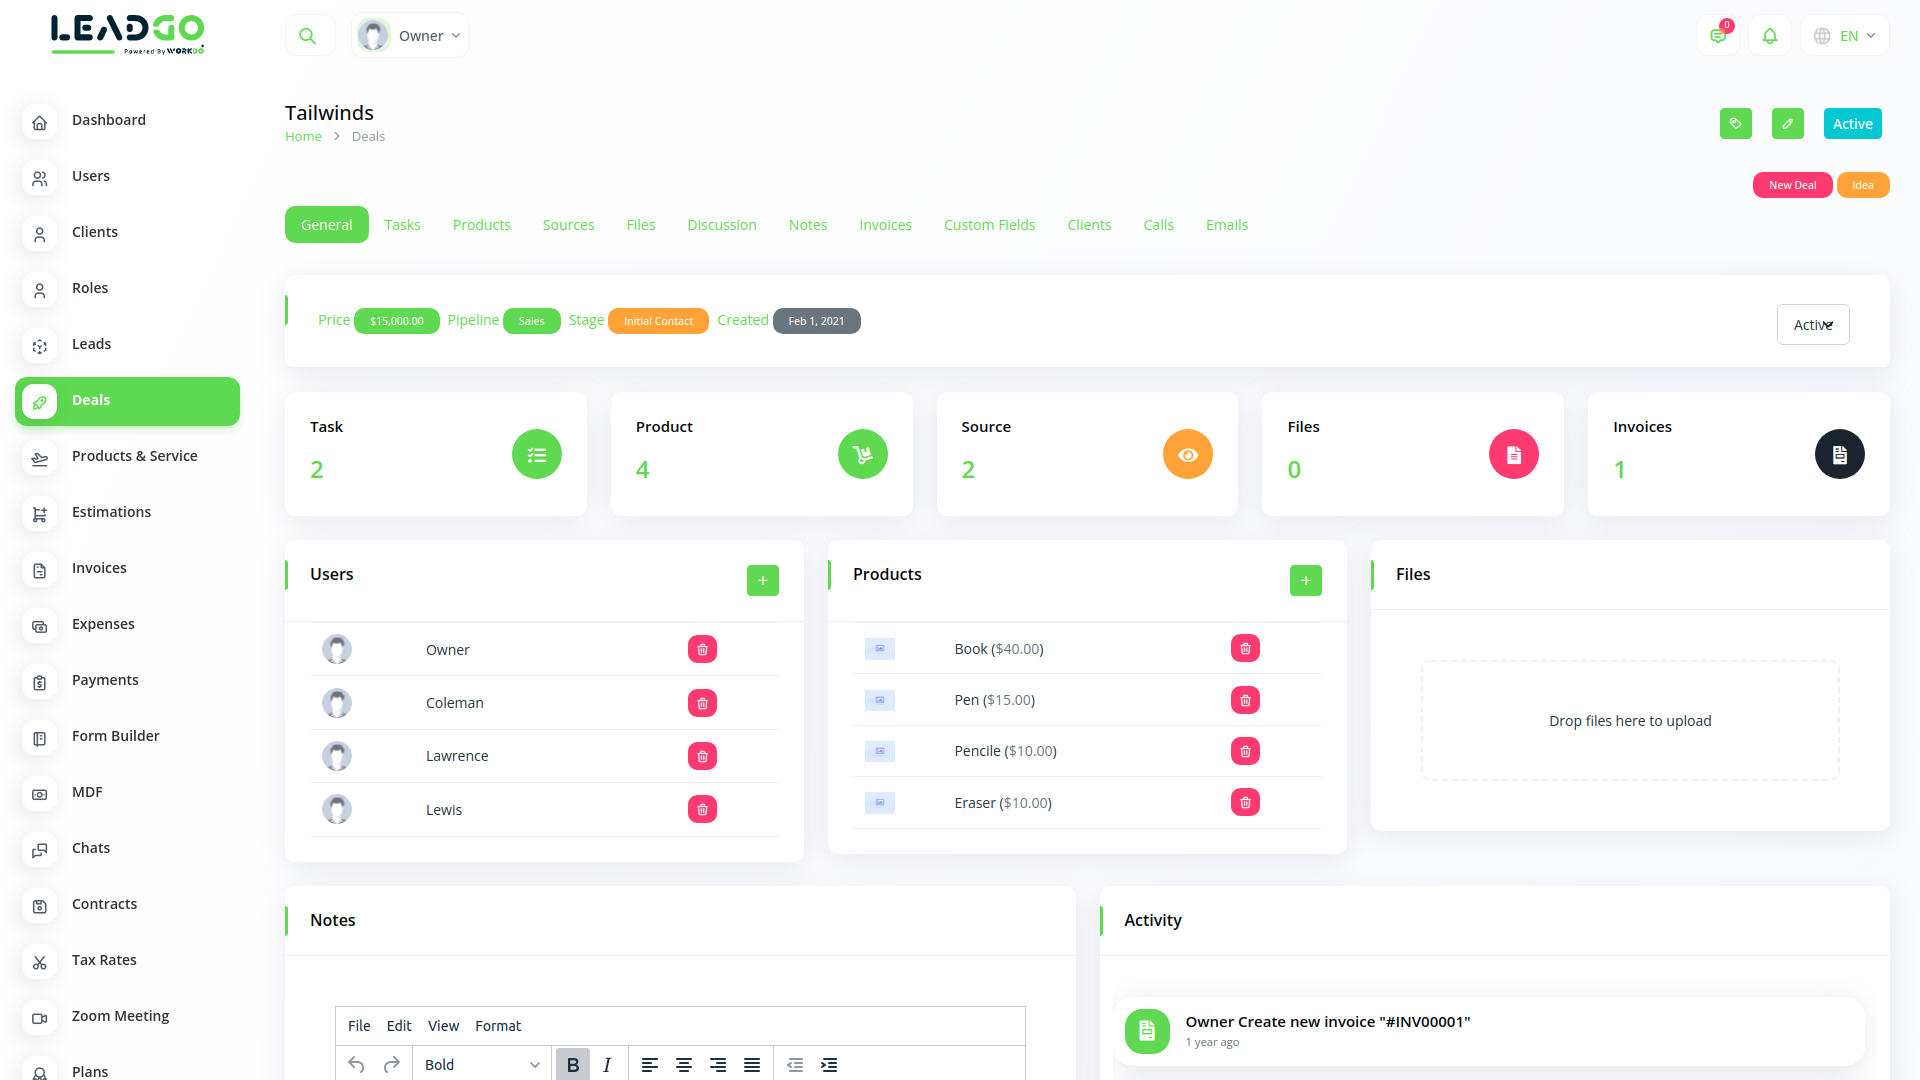 LEADGO
Powered By WORKDO
Owner
0
EN
Dashboard
Users
Clients
Roles
Leads
Deals
Products & Service
Estimations
Invoices
Expenses
Payments
Form Builder
MDF
Chats
Contracts
Tax Rates
Zoom Meeting
Plans
Tailwinds
Home > Deals
Active
New Deal Idea
General Tasks Products Sources Files Discussion Notes Invoices Custom Fields Clients Calls Emails
Price $15,000.00 Pipeline Sales Stage Initial Contact Created Feb 1, 2021
Active
Task
2
Product
4
Source
2
Files
0
Invoices
1
Users
+
Owner
Coleman
Lawrence
Lewis
Products
+
Book ($40.00)
Pen ($15.00)
Pencile ($10.00)
Eraser ($10.00)
Files
Drop files here to upload
Notes
File Edit View Format
Bold B I
Activity
Owner Create new invoice "#INV00001"
1 year ago